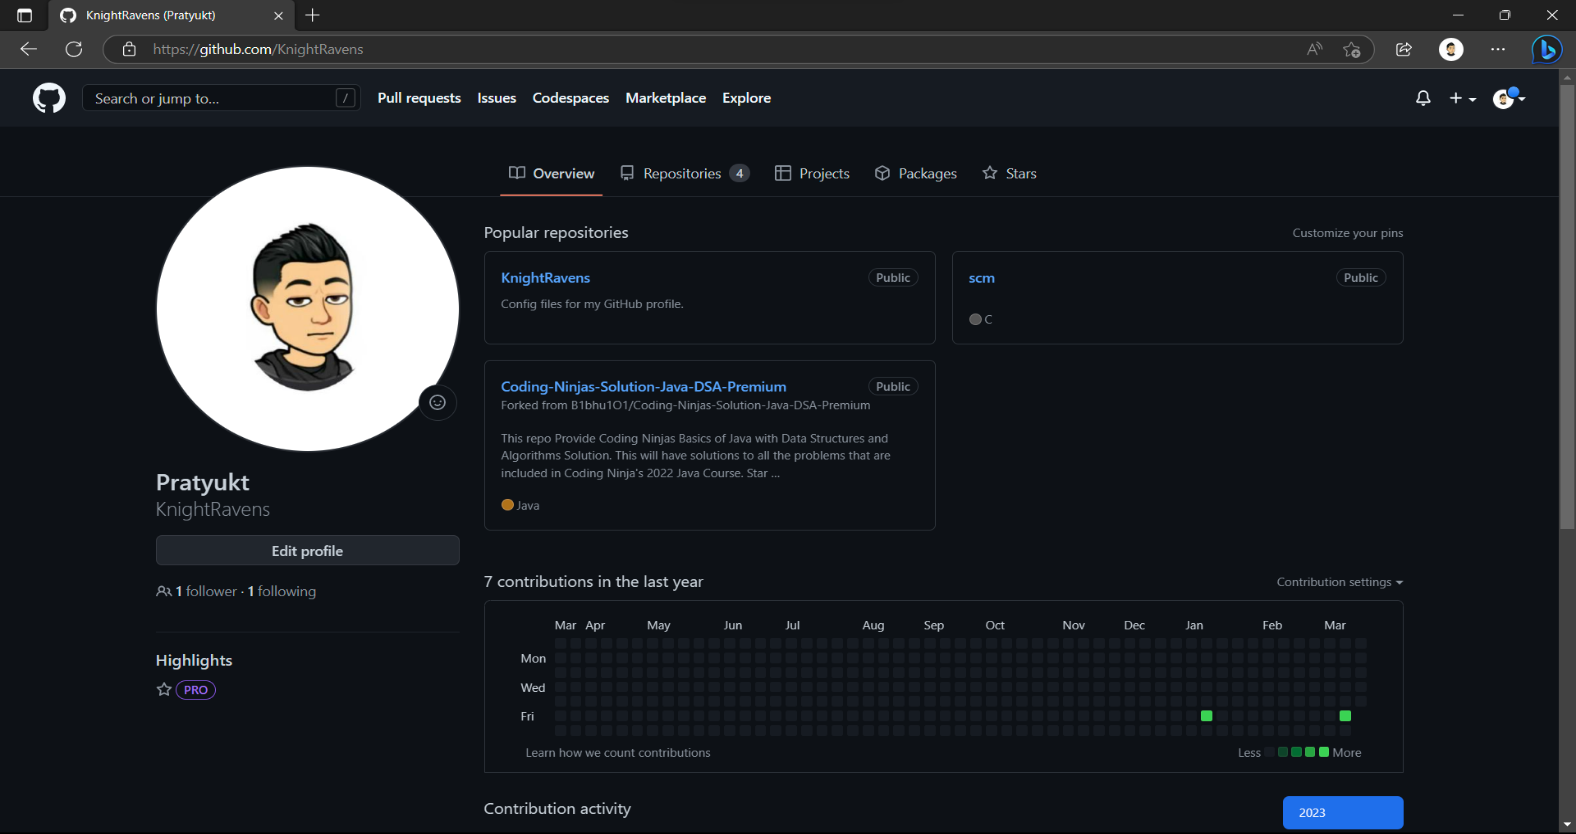 KnightRavens (Pratyukt)
https://github.com/KnightRavens
Search or jump to...
/
Pull requests Issues Codespaces Marketplace Explore
Overview Repositories 4 Projects Packages Stars
Popular repositories
Customize your pins
KnightRavens Public
Config files for my GitHub profile.
scm Public
C
Coding-Ninjas-Solution-Java-DSA-Premium Public
Forked from B1bhu1O1/Coding-Ninjas-Solution-Java-DSA-Premium
This repo Provide Coding Ninjas Basics of Java with Data Structures and
Algorithms Solution. This will have solutions to all the problems that are
included in Coding Ninja's 2022 Java Course. Star ...
Java
Pratyukt
KnightRavens
Edit profile
1 follower · 1 following
Highlights
PRO
7 contributions in the last year
Contribution settings
Mar Apr May Jun Jul Aug Sep Oct Nov Dec Jan Feb Mar
Mon
Wed
Fri
Learn how we count contributions
Less More
Contribution activity
2023